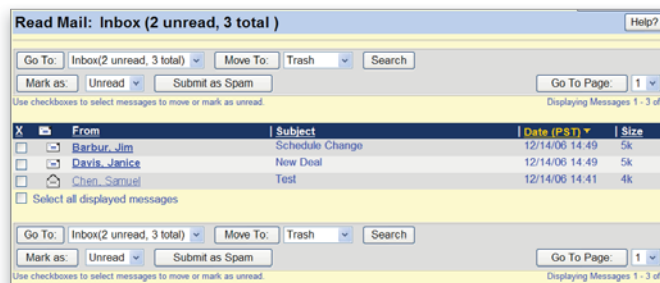 Read Mail: Inbox (2 unread, 3 total )
Help?
Go To: Inbox(2 unread, 3 total) Move To: Trash Search
Mark as: Unread Submit as Spam Go To Page: 1
Use checkboxes to select messages to move or mark as unread. Displaying Messages 1 - 3 of
X From Subject Date (PST) Size
Barbur, Jim Schedule Change 12/14/06 14:49 5k
Davis, Janice New Deal 12/14/06 14:49 5k
Chen, Samuel Test 12/14/06 14:41 4k
Select all displayed messages
Go To: Inbox(2 unread, 3 total) Move To: Trash Search
Mark as: Unread Submit as Spam Go To Page: 1
Use checkboxes to select messages to move or mark as unread. Displaying Messages 1 - 3 of